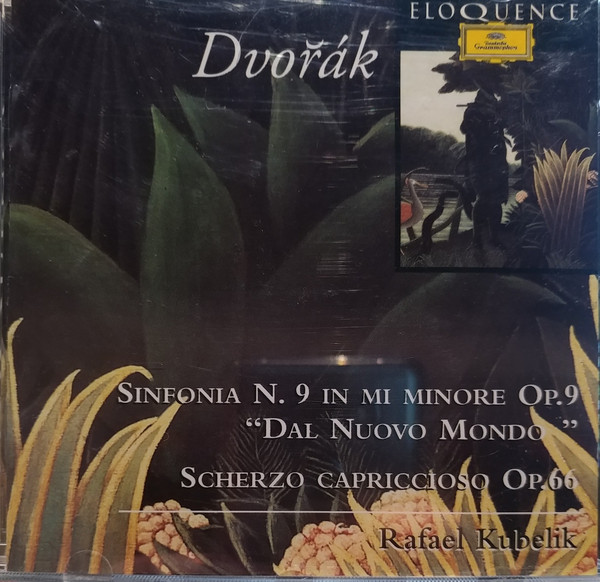 ELOQUENCE
Deutsche
Grammophon
Dvořák
SINFONIA N. 9 IN MI MINORE OP.9
“DAL NUOVO MONDO ”
SCHERZO CAPRICCIOSO OP.66
Rafael Kubelik